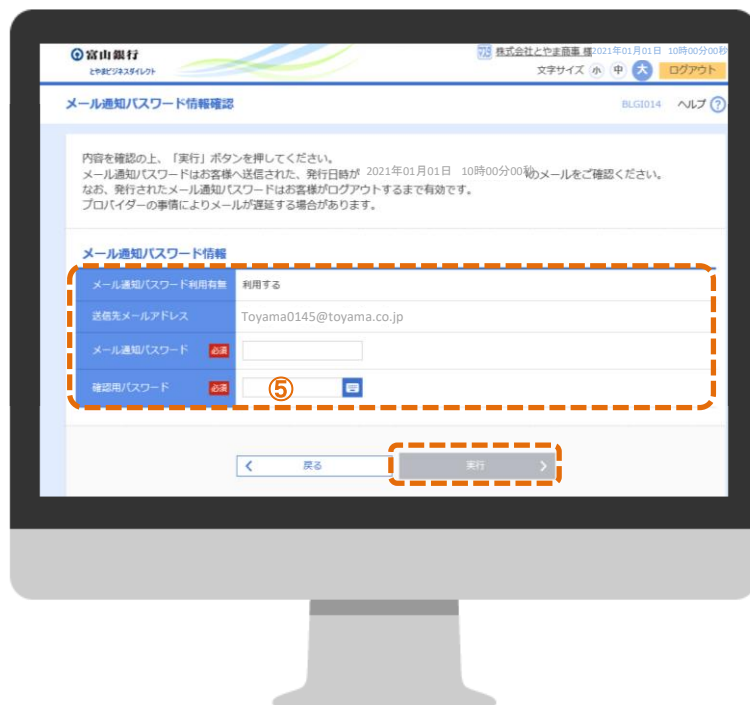 富山銀行
とやまビジネスダイレクト
株式会社とやま商事 様 2021年01月01日 10時00分00秒
文字サイズ 小 中 大 ログアウト
メール通知パスワード情報確認
BLGI014 ヘルプ ?
内容を確認の上、「実行」ボタンを押してください。
メール通知パスワードはお客様へ送信された、発行日時が 2021年01月01日 10時00分00秒のメールをご確認ください。
なお、発行されたメール通知パスワードはお客様がログアウトするまで有効です。
プロバイダーの事情によりメールが遅延する場合があります。
メール通知パスワード情報
メール通知パスワード利用有無 利用する
送信先メールアドレス Toyama0145@toyama.co.jp
メール通知パスワード 必須
確認用パスワード 必須 ⑤
戻る
実行